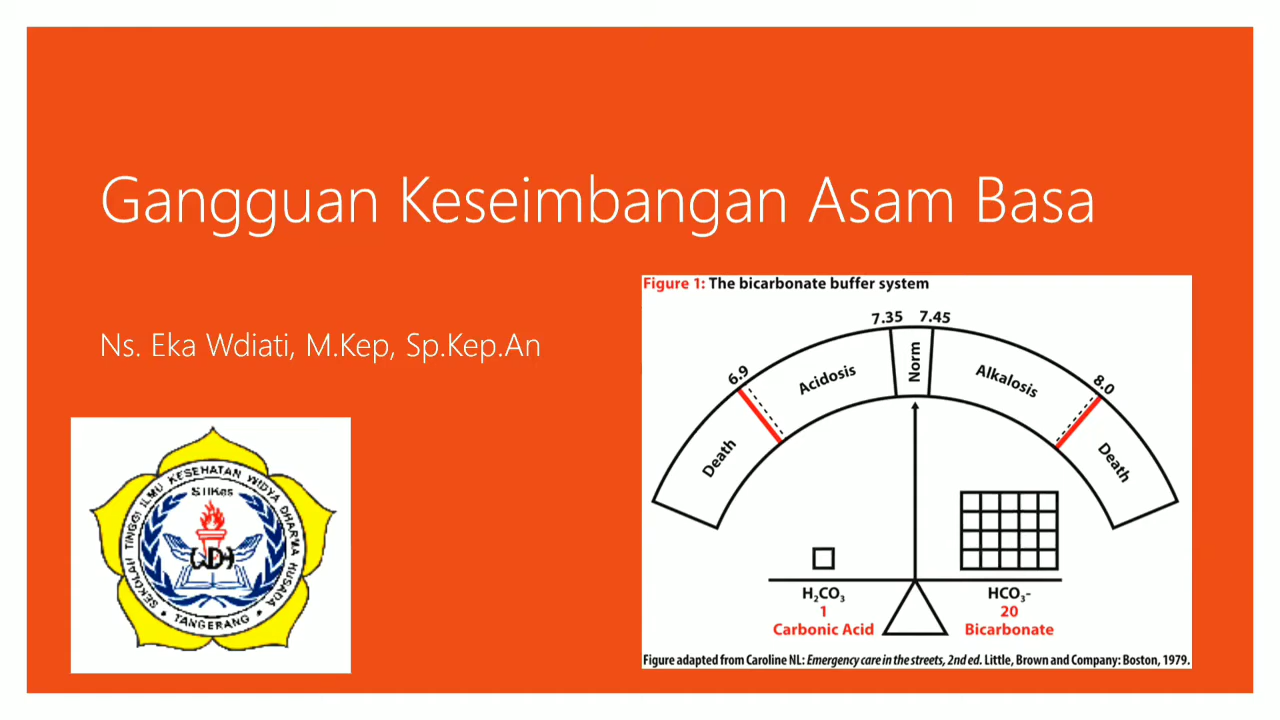 Gangguan Keseimbangan Asam Basa
Ns. Eka Wdiati, M.Kep, Sp.Kep.An
SEKOLAH TINGGI ILMU KESEHATAN WIDYA DHARMA HUSADA
STIKes
WDH
• TANGERANG •
Figure 1: The bicarbonate buffer system
7.35 7.45
6.9
8.0
Death
Acidosis
Norm
Alkalosis
Death
H₂CO₃
1
Carbonic Acid
HCO₃-
20
Bicarbonate
Figure adapted from Caroline NL: Emergency care in the streets, 2nd ed. Little, Brown and Company: Boston, 1979.